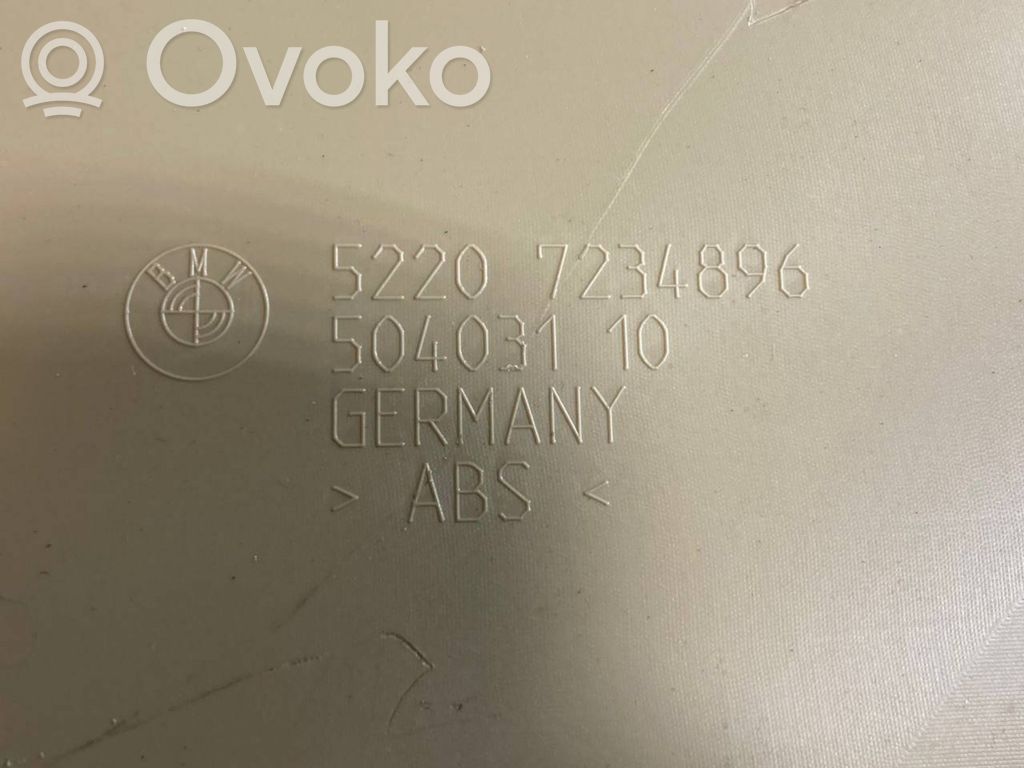 Ovoko
BMW
5220 7234896
504031 10
GERMANY
> ABS <